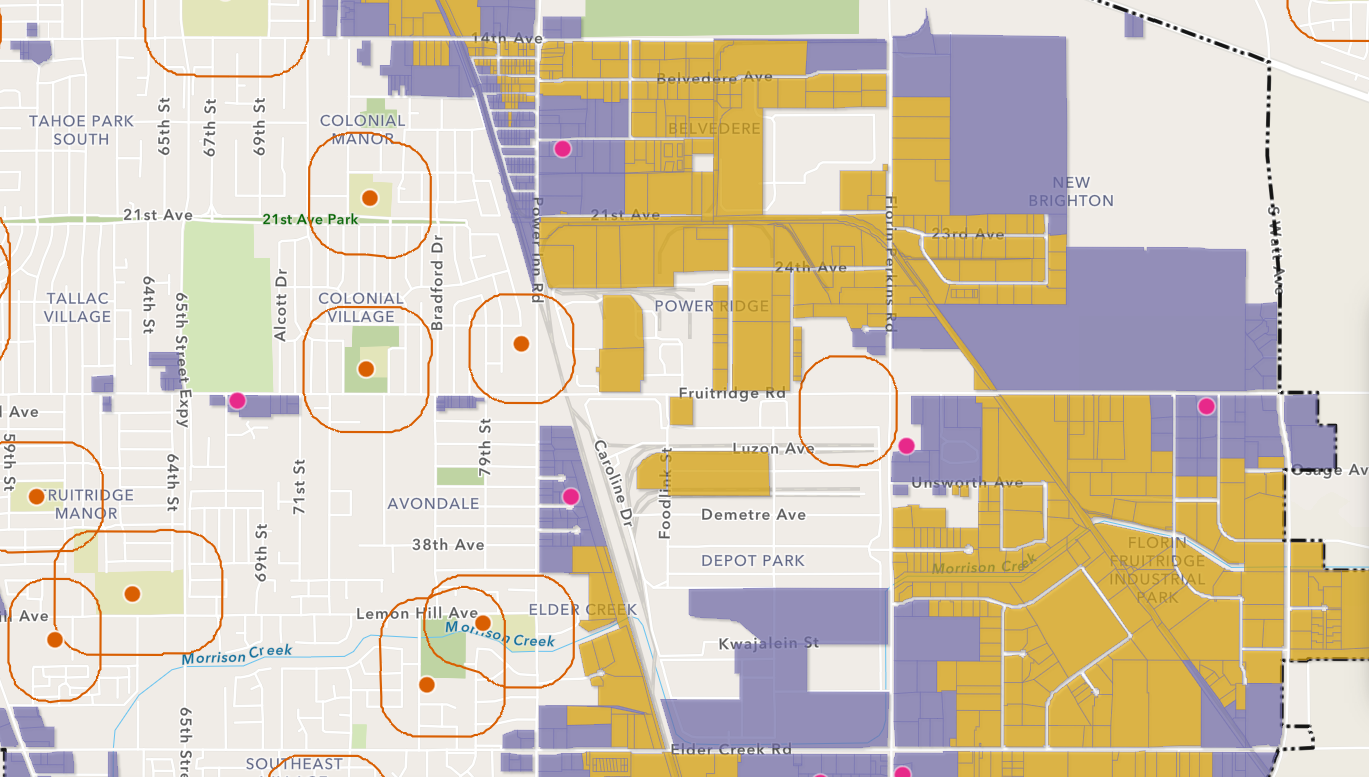 14th Ave
Belvedere Ave
TAHOE PARK
SOUTH
65th St
67th St
69th St
COLONIAL
MANOR
BELVEDERE
NEW
BRIGHTON
21st Ave
21st Ave Park
21st Ave
Power Inn Rd
Florin Perkins Rd
23rd Ave
S Watt Ave
24th Ave
TALLAC
VILLAGE
64th St
65th Street Expy
Alcott Dr
COLONIAL
VILLAGE
Bradford Dr
POWER RIDGE
Fruitridge Rd
Ave
59th St
64th St
71st St
79th St
Caroline Dr
Foodlink St
Luzon Ave
Unsworth Ave
Osage Av
FRUITRIDGE
MANOR
AVONDALE
Demetre Ave
69th St
38th Ave
DEPOT PARK
Morrison Creek
FLORIN
FRUITRIDGE
INDUSTRIAL
PARK
Ave
Lemon Hill Ave
ELDER CREEK
Morrison Creek
Morrison Creek
Kwajalein St
65th Stre
Elder Creek Rd
SOUTHEAST